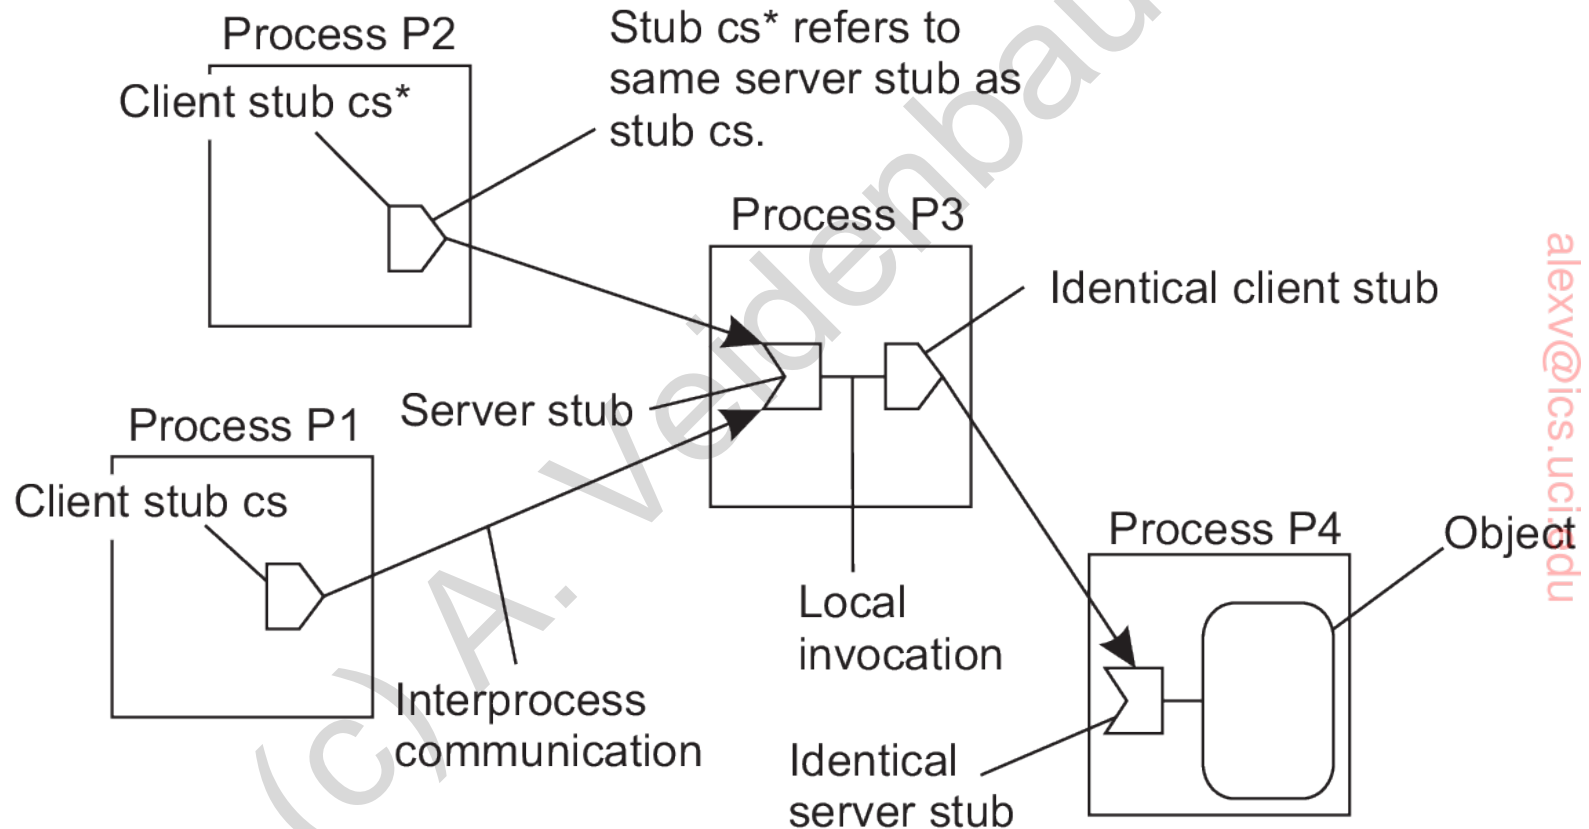 Process P2
Client stub cs*
Stub cs* refers to
same server stub as
stub cs.
Process P3
Identical client stub
Server stub
Process P1
Client stub cs
Interprocess
communication
Local
invocation
Process P4
Object
Identical
server stub
(c) A. Veidenbau
alexv@ics.uci.edu